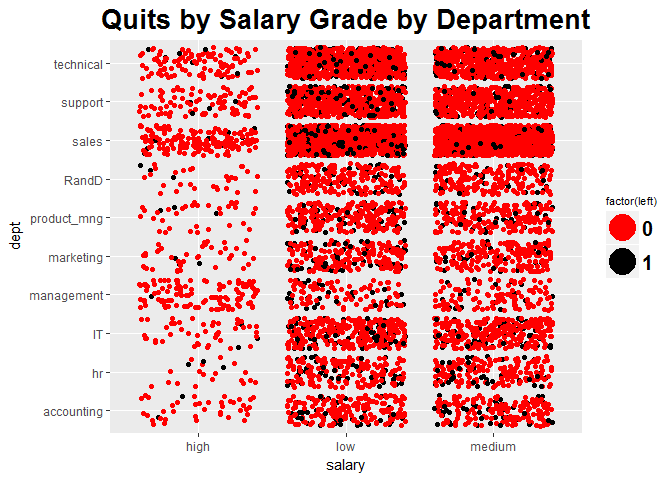 Quits by Salary Grade by Department
technical
support
sales
RandD
product_mng
marketing
management
IT
hr
accounting
dept
high low medium
salary
factor(left)
0
1